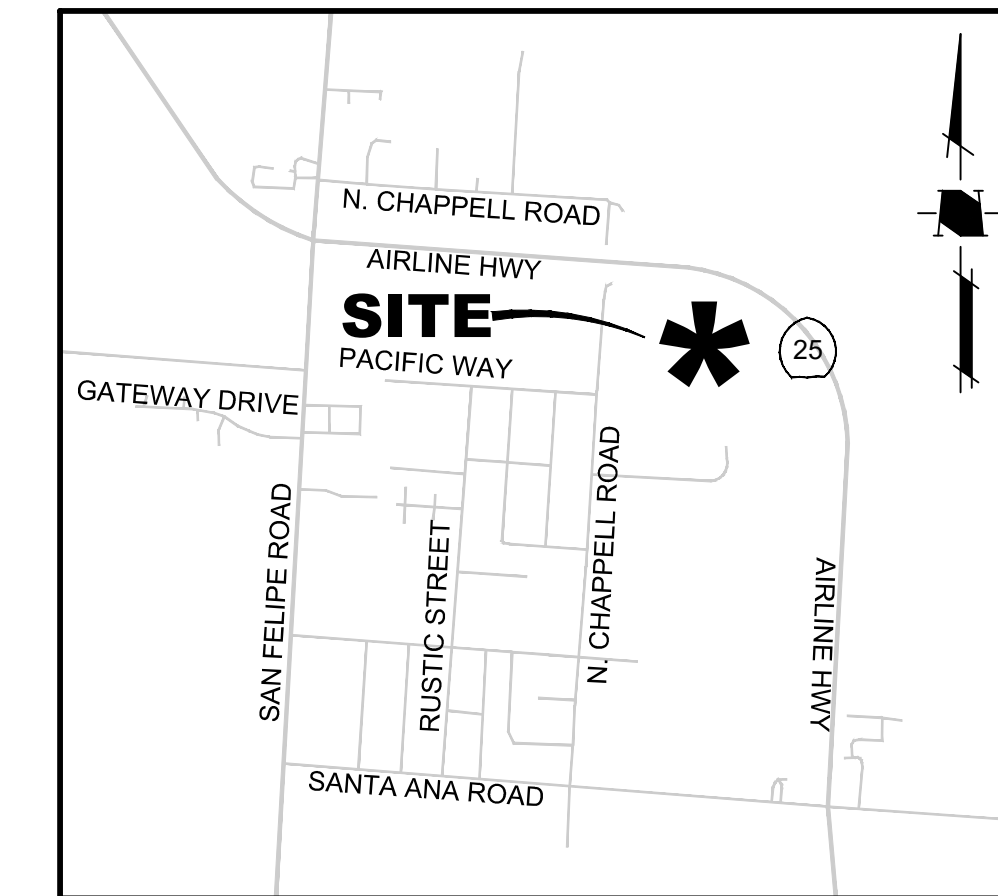 N. CHAPPELL ROAD
AIRLINE HWY
SITE
25
PACIFIC WAY
GATEWAY DRIVE
SAN FELIPE ROAD
RUSTIC STREET
N. CHAPPELL ROAD
AIRLINE HWY
SANTA ANA ROAD